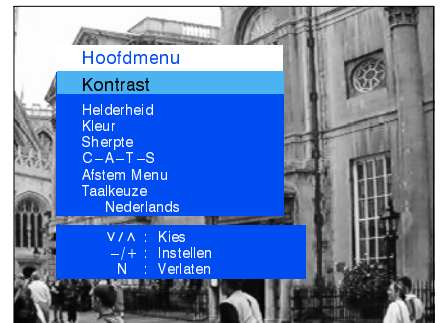 Hoofdmenu
Kontrast
Helderheid
Kleur
Sherpte
C-A-T-S
Afstem Menu
Taalkeuze
Nederlands
∨/∧ : Kies
-/+ : Instellen
N : Verlaten